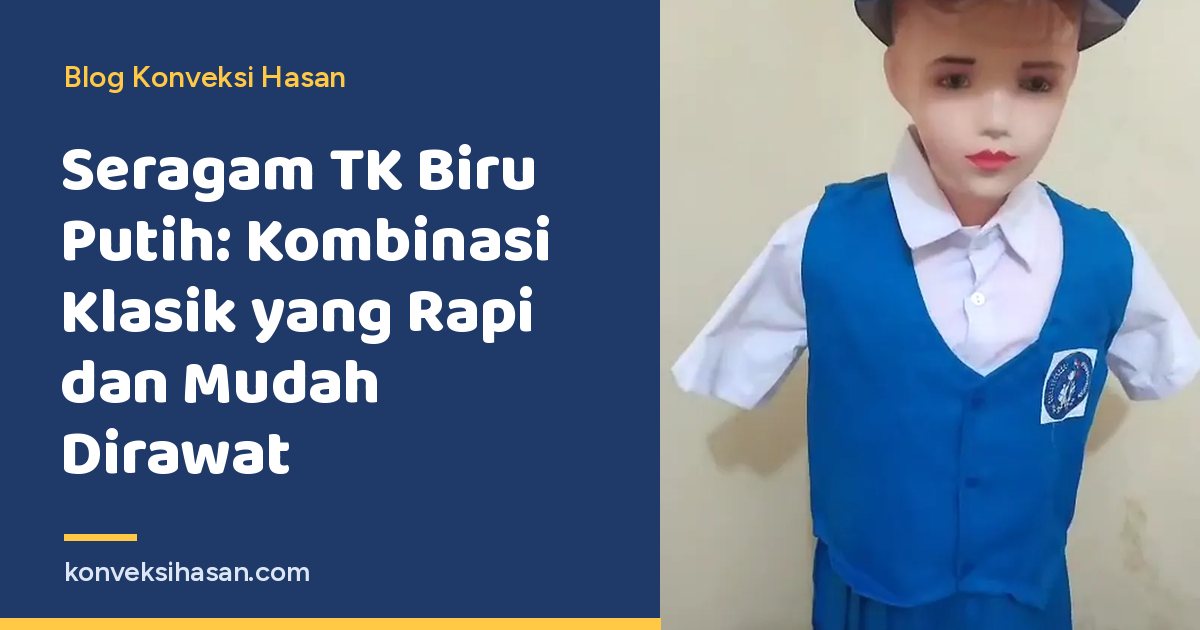 Blog Konveksi Hasan
Seragam TK Biru
Putih: Kombinasi
Klasik yang Rapi
dan Mudah
Dirawat
konveksihasan.com